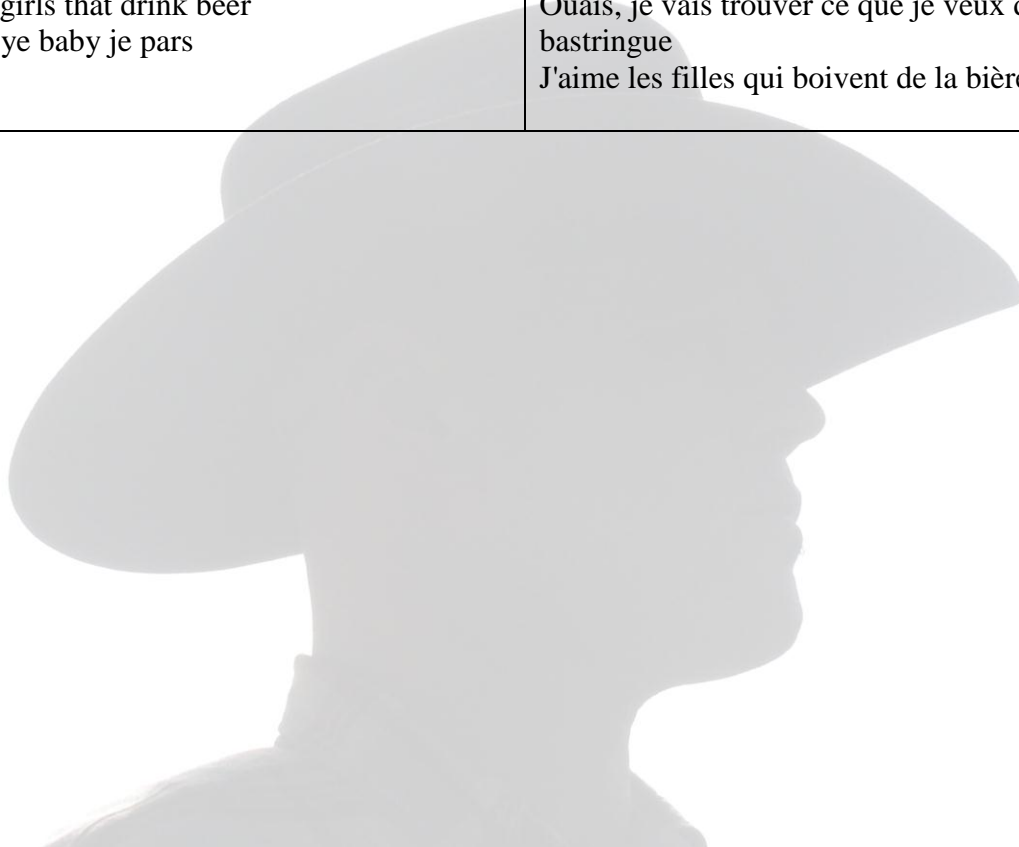 girls that drink beer
ye baby je pars
Ouais, je vais trouver ce que je veux
bastringue
J'aime les filles qui boivent de la bière